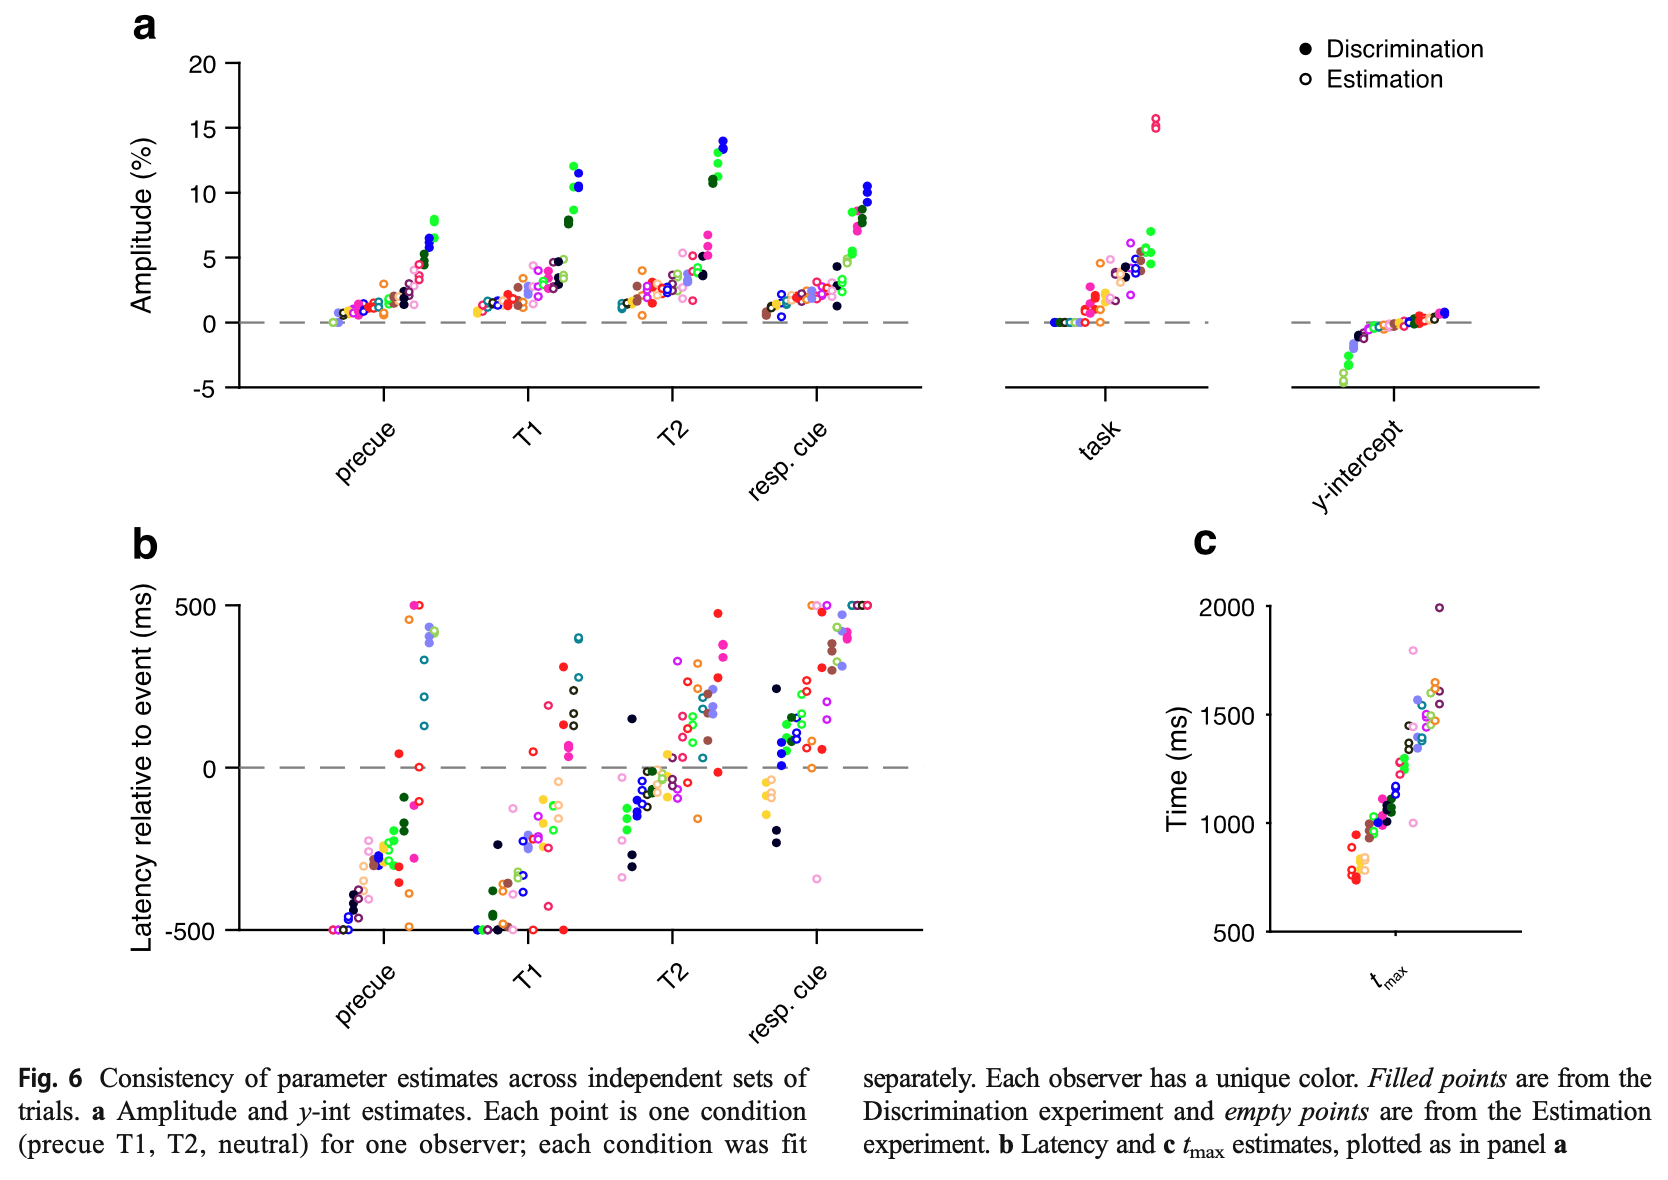 a
Discrimination
Estimation
20
15
10
5
0
-5
Amplitude (%)
precue
T1
T2
resp. cue
task
y-intercept
b
500
0
-500
Latency relative to event (ms)
precue
T1
T2
resp. cue
c
2000
1500
1000
500
Time (ms)
tmax
Fig. 6 Consistency of parameter estimates across independent sets of
trials. a Amplitude and y-int estimates. Each point is one condition
(precue T1, T2, neutral) for one observer; each condition was fit
separately. Each observer has a unique color. Filled points are from the
Discrimination experiment and empty points are from the Estimation
experiment. b Latency and c tmax estimates, plotted as in panel a